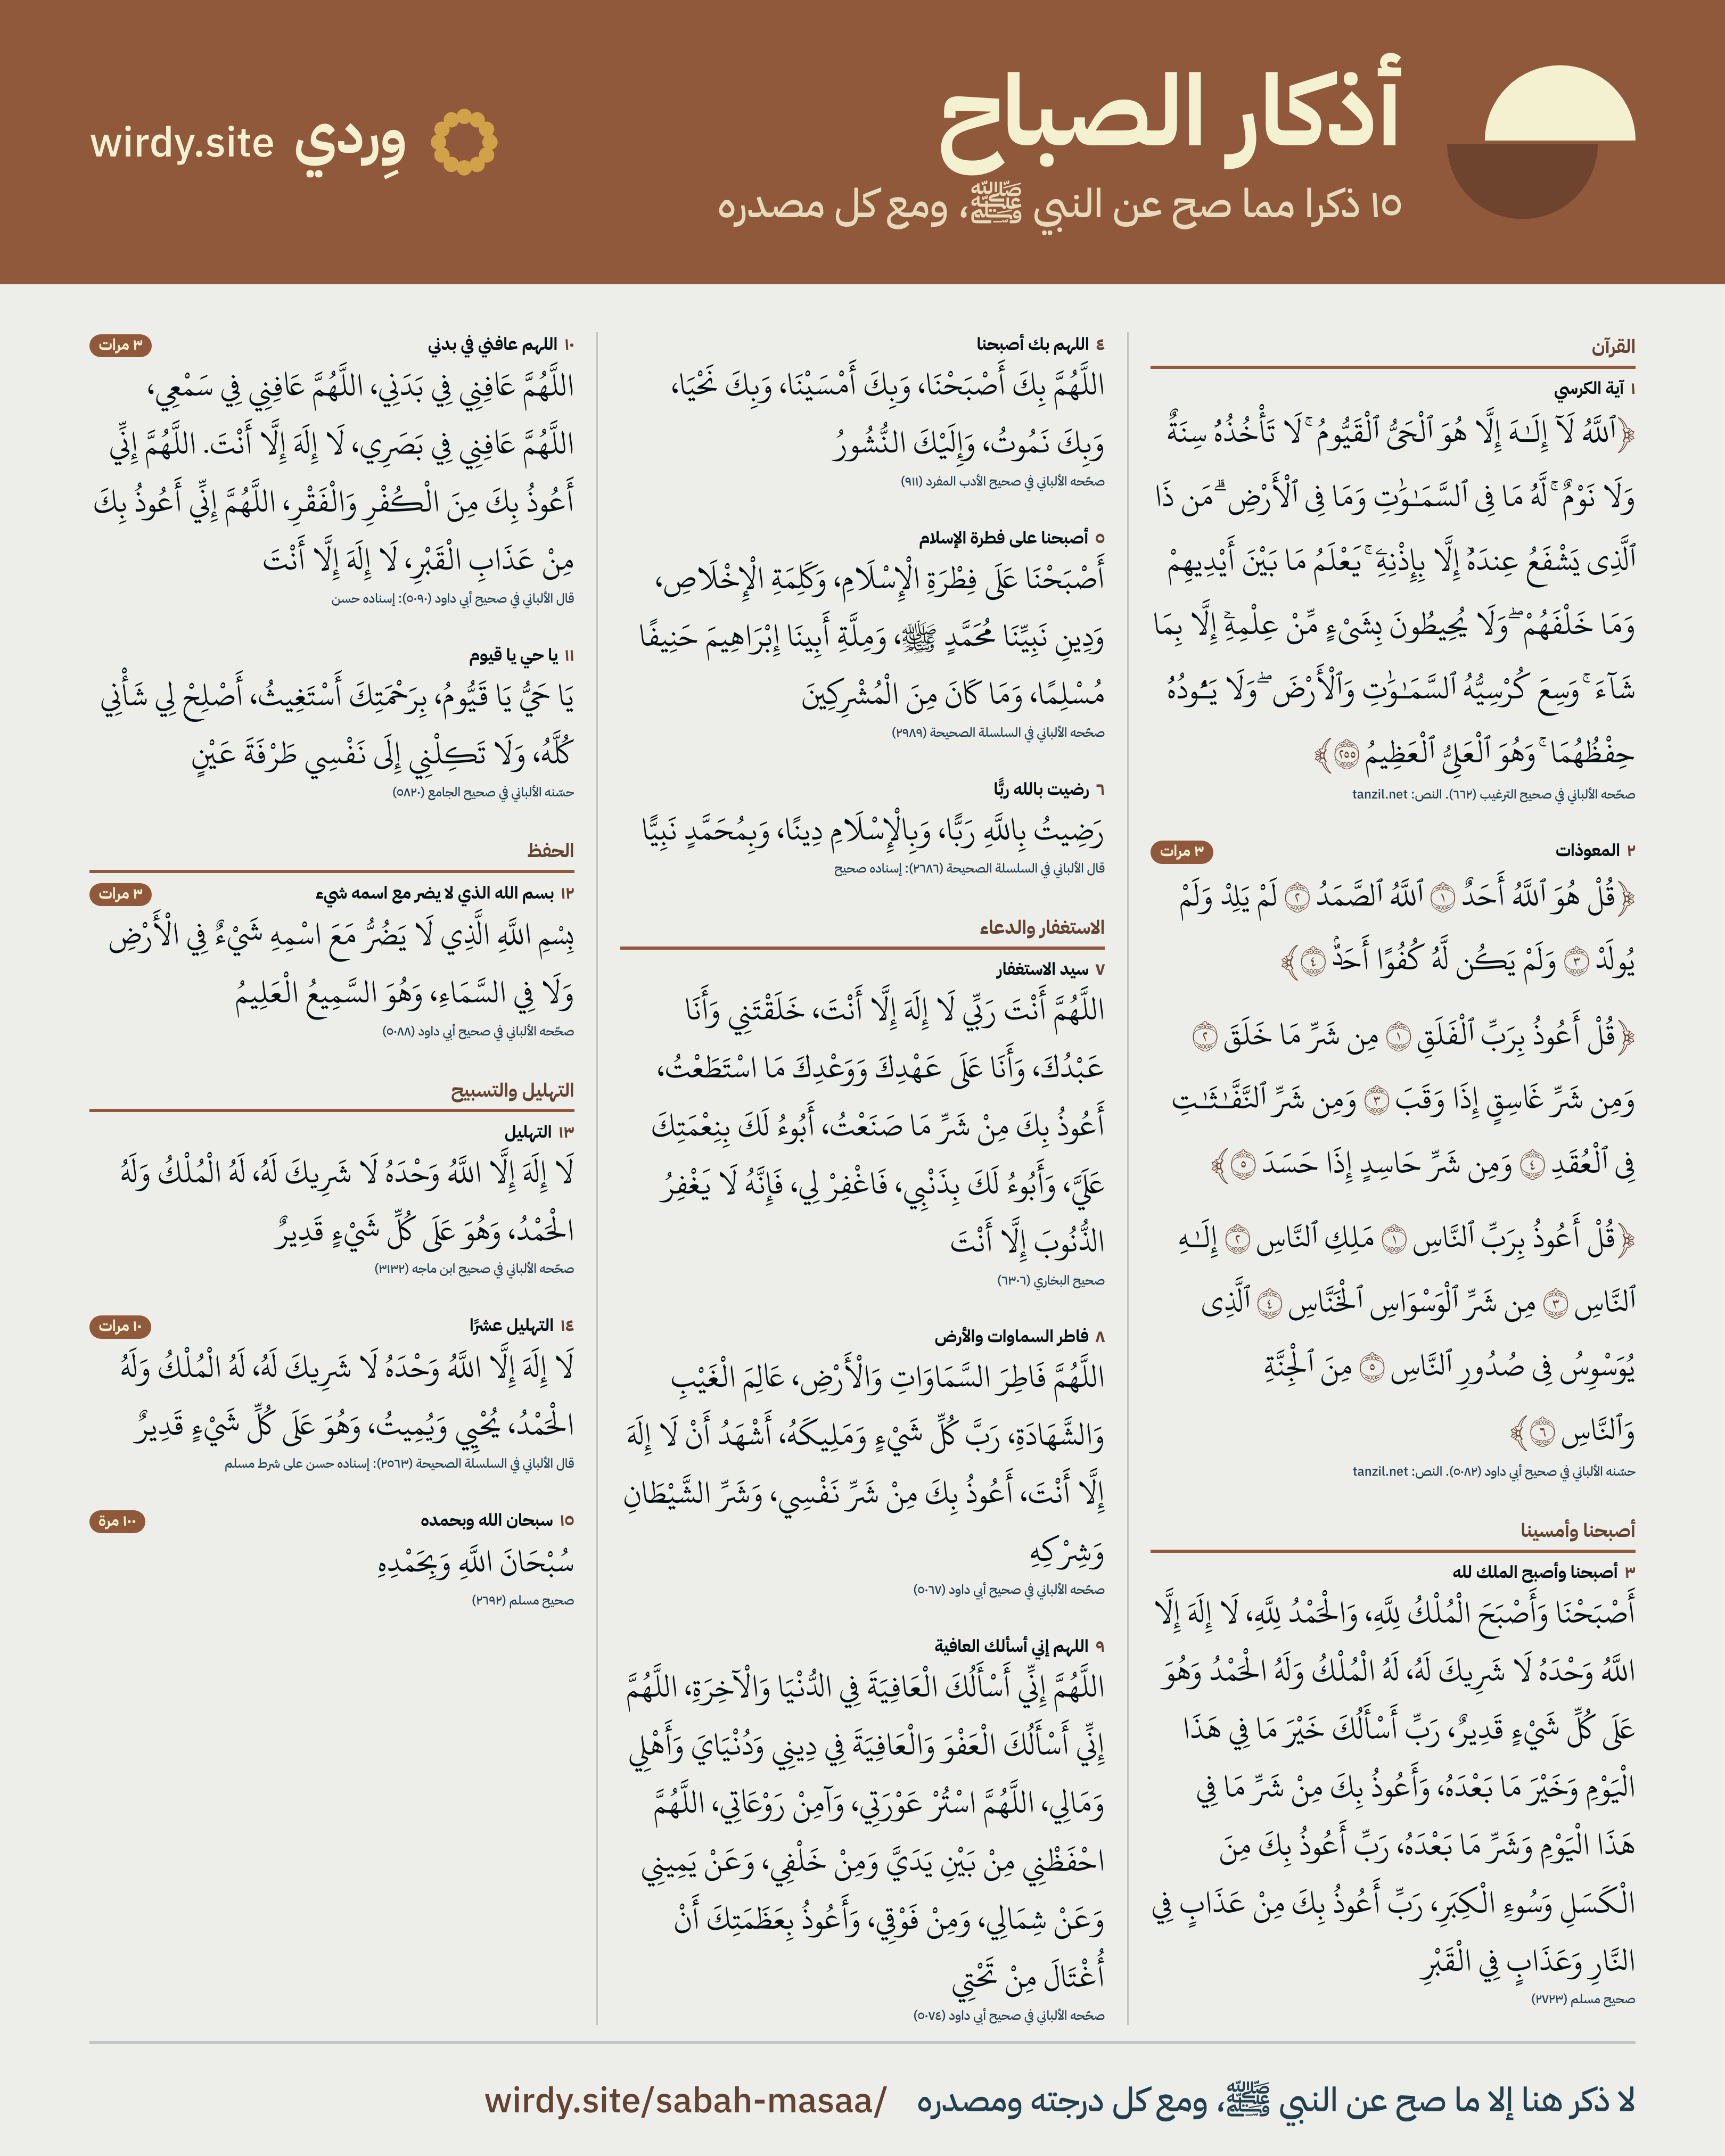 أذكار الصباح
١٥ ذكرا مما صح عن النبي ﷺ، ومع كل مصدره
وِردي wirdy.site
القرآن
١ آية الكرسي
﴿ٱللَّهُ لَآ إِلَـٰهَ إِلَّا هُوَ ٱلْحَىُّ ٱلْقَيُّومُ ۚ لَا تَأْخُذُهُۥ سِنَةٌ
وَلَا نَوْمٌ ۚ لَّهُۥ مَا فِى ٱلسَّمَـٰوَٰتِ وَمَا فِى ٱلْأَرْضِ ۗ مَن ذَا
ٱلَّذِى يَشْفَعُ عِندَهُۥٓ إِلَّا بِإِذْنِهِۦ ۚ يَعْلَمُ مَا بَيْنَ أَيْدِيهِمْ
وَمَا خَلْفَهُمْ ۖ وَلَا يُحِيطُونَ بِشَىْءٍ مِّنْ عِلْمِهِۦٓ إِلَّا بِمَا
شَآءَ ۚ وَسِعَ كُرْسِيُّهُ ٱلسَّمَـٰوَٰتِ وَٱلْأَرْضَ ۖ وَلَا يَـُٔودُهُۥ
حِفْظُهُمَا ۚ وَهُوَ ٱلْعَلِىُّ ٱلْعَظِيمُ ٢٥٥﴾
صحّحه الألباني في صحيح الترغيب (٦٦٢). النص: tanzil.net
٢ المعوذات ٣ مرات
﴿قُلْ هُوَ ٱللَّهُ أَحَدٌ ١ ٱللَّهُ ٱلصَّمَدُ ٢ لَمْ يَلِدْ وَلَمْ
يُولَدْ ٣ وَلَمْ يَكُن لَّهُۥ كُفُوًا أَحَدٌۢ ٤﴾
﴿قُلْ أَعُوذُ بِرَبِّ ٱلْفَلَقِ ١ مِن شَرِّ مَا خَلَقَ ٢
وَمِن شَرِّ غَاسِقٍ إِذَا وَقَبَ ٣ وَمِن شَرِّ ٱلنَّفَّـٰثَـٰتِ
فِى ٱلْعُقَدِ ٤ وَمِن شَرِّ حَاسِدٍ إِذَا حَسَدَ ٥﴾
﴿قُلْ أَعُوذُ بِرَبِّ ٱلنَّاسِ ١ مَلِكِ ٱلنَّاسِ ٢ إِلَـٰهِ
ٱلنَّاسِ ٣ مِن شَرِّ ٱلْوَسْوَاسِ ٱلْخَنَّاسِ ٤ ٱلَّذِى
يُوَسْوِسُ فِى صُدُورِ ٱلنَّاسِ ٥ مِنَ ٱلْجِنَّةِ
وَٱلنَّاسِ ٦﴾
حسّنه الألباني في صحيح أبي داود (٥٠٨٢). النص: tanzil.net
أصبحنا وأمسينا
٣ أصبحنا وأصبح الملك لله
أَصْبَحْنَا وَأَصْبَحَ الْمُلْكُ لِلَّهِ، وَالْحَمْدُ لِلَّهِ، لَا إِلَهَ إِلَّا
اللَّهُ وَحْدَهُ لَا شَرِيكَ لَهُ، لَهُ الْمُلْكُ وَلَهُ الْحَمْدُ وَهُوَ
عَلَى كُلِّ شَيْءٍ قَدِيرٌ، رَبِّ أَسْأَلُكَ خَيْرَ مَا فِي هَذَا
الْيَوْمِ وَخَيْرَ مَا بَعْدَهُ، وَأَعُوذُ بِكَ مِنْ شَرِّ مَا فِي
هَذَا الْيَوْمِ وَشَرِّ مَا بَعْدَهُ، رَبِّ أَعُوذُ بِكَ مِنَ
الْكَسَلِ وَسُوءِ الْكِبَرِ، رَبِّ أَعُوذُ بِكَ مِنْ عَذَابٍ فِي
النَّارِ وَعَذَابٍ فِي الْقَبْرِ
صحيح مسلم (٢٧٢٣)
٤ اللهم بك أصبحنا
اللَّهُمَّ بِكَ أَصْبَحْنَا، وَبِكَ أَمْسَيْنَا، وَبِكَ نَحْيَا،
وَبِكَ نَمُوتُ، وَإِلَيْكَ النُّشُورُ
صحّحه الألباني في صحيح الأدب المفرد (٩١١)
٥ أصبحنا على فطرة الإسلام
أَصْبَحْنَا عَلَى فِطْرَةِ الْإِسْلَامِ، وَكَلِمَةِ الْإِخْلَاصِ،
وَدِينِ نَبِيِّنَا مُحَمَّدٍ ﷺ، وَمِلَّةِ أَبِينَا إِبْرَاهِيمَ حَنِيفًا
مُسْلِمًا، وَمَا كَانَ مِنَ الْمُشْرِكِينَ
صحّحه الألباني في السلسلة الصحيحة (٢٩٨٩)
٦ رضيت بالله ربًّا
رَضِيتُ بِاللَّهِ رَبًّا، وَبِالْإِسْلَامِ دِينًا، وَبِمُحَمَّدٍ نَبِيًّا
قال الألباني في السلسلة الصحيحة (٢٦٨٦): إسناده صحيح
الاستغفار والدعاء
٧ سيد الاستغفار
اللَّهُمَّ أَنْتَ رَبِّي لَا إِلَهَ إِلَّا أَنْتَ، خَلَقْتَنِي وَأَنَا
عَبْدُكَ، وَأَنَا عَلَى عَهْدِكَ وَوَعْدِكَ مَا اسْتَطَعْتُ،
أَعُوذُ بِكَ مِنْ شَرِّ مَا صَنَعْتُ، أَبُوءُ لَكَ بِنِعْمَتِكَ
عَلَيَّ، وَأَبُوءُ لَكَ بِذَنْبِي، فَاغْفِرْ لِي، فَإِنَّهُ لَا يَغْفِرُ
الذُّنُوبَ إِلَّا أَنْتَ
صحيح البخاري (٦٣٠٦)
٨ فاطر السماوات والأرض
اللَّهُمَّ فَاطِرَ السَّمَاوَاتِ وَالْأَرْضِ، عَالِمَ الْغَيْبِ
وَالشَّهَادَةِ، رَبَّ كُلِّ شَيْءٍ وَمَلِيكَهُ، أَشْهَدُ أَنْ لَا إِلَهَ
إِلَّا أَنْتَ، أَعُوذُ بِكَ مِنْ شَرِّ نَفْسِي، وَشَرِّ الشَّيْطَانِ
وَشِرْكِهِ
صحّحه الألباني في صحيح أبي داود (٥٠٦٧)
٩ اللهم إني أسألك العافية
اللَّهُمَّ إِنِّي أَسْأَلُكَ الْعَافِيَةَ فِي الدُّنْيَا وَالْآخِرَةِ، اللَّهُمَّ
إِنِّي أَسْأَلُكَ الْعَفْوَ وَالْعَافِيَةَ فِي دِينِي وَدُنْيَايَ وَأَهْلِي
وَمَالِي، اللَّهُمَّ اسْتُرْ عَوْرَتِي، وَآمِنْ رَوْعَاتِي، اللَّهُمَّ
احْفَظْنِي مِنْ بَيْنِ يَدَيَّ وَمِنْ خَلْفِي، وَعَنْ يَمِينِي
وَعَنْ شِمَالِي، وَمِنْ فَوْقِي، وَأَعُوذُ بِعَظَمَتِكَ أَنْ
أُغْتَالَ مِنْ تَحْتِي
صحّحه الألباني في صحيح أبي داود (٥٠٧٤)
١٠ اللهم عافني في بدني ٣ مرات
اللَّهُمَّ عَافِنِي فِي بَدَنِي، اللَّهُمَّ عَافِنِي فِي سَمْعِي،
اللَّهُمَّ عَافِنِي فِي بَصَرِي، لَا إِلَهَ إِلَّا أَنْتَ. اللَّهُمَّ إِنِّي
أَعُوذُ بِكَ مِنَ الْكُفْرِ وَالْفَقْرِ، اللَّهُمَّ إِنِّي أَعُوذُ بِكَ
مِنْ عَذَابِ الْقَبْرِ، لَا إِلَهَ إِلَّا أَنْتَ
قال الألباني في صحيح أبي داود (٥٠٩٠): إسناده حسن
١١ يا حي يا قيوم
يَا حَيُّ يَا قَيُّومُ، بِرَحْمَتِكَ أَسْتَغِيثُ، أَصْلِحْ لِي شَأْنِي
كُلَّهُ، وَلَا تَكِلْنِي إِلَى نَفْسِي طَرْفَةَ عَيْنٍ
حسّنه الألباني في صحيح الجامع (٥٨٢٠)
الحفظ
١٢ بسم الله الذي لا يضر مع اسمه شيء ٣ مرات
بِسْمِ اللَّهِ الَّذِي لَا يَضُرُّ مَعَ اسْمِهِ شَيْءٌ فِي الْأَرْضِ
وَلَا فِي السَّمَاءِ، وَهُوَ السَّمِيعُ الْعَلِيمُ
صحّحه الألباني في صحيح أبي داود (٥٠٨٨)
التهليل والتسبيح
١٣ التهليل
لَا إِلَهَ إِلَّا اللَّهُ وَحْدَهُ لَا شَرِيكَ لَهُ، لَهُ الْمُلْكُ وَلَهُ
الْحَمْدُ، وَهُوَ عَلَى كُلِّ شَيْءٍ قَدِيرٌ
صحّحه الألباني في صحيح ابن ماجه (٣١٣٢)
١٤ التهليل عشرًا ١٠ مرات
لَا إِلَهَ إِلَّا اللَّهُ وَحْدَهُ لَا شَرِيكَ لَهُ، لَهُ الْمُلْكُ وَلَهُ
الْحَمْدُ، يُحْيِي وَيُمِيتُ، وَهُوَ عَلَى كُلِّ شَيْءٍ قَدِيرٌ
قال الألباني في السلسلة الصحيحة (٢٥٦٣): إسناده حسن على شرط مسلم
١٥ سبحان الله وبحمده ١٠٠ مرة
سُبْحَانَ اللَّهِ وَبِحَمْدِهِ
صحيح مسلم (٢٦٩٢)
لا ذكر هنا إلا ما صح عن النبي ﷺ، ومع كل درجته ومصدره wirdy.site/sabah-masaa/